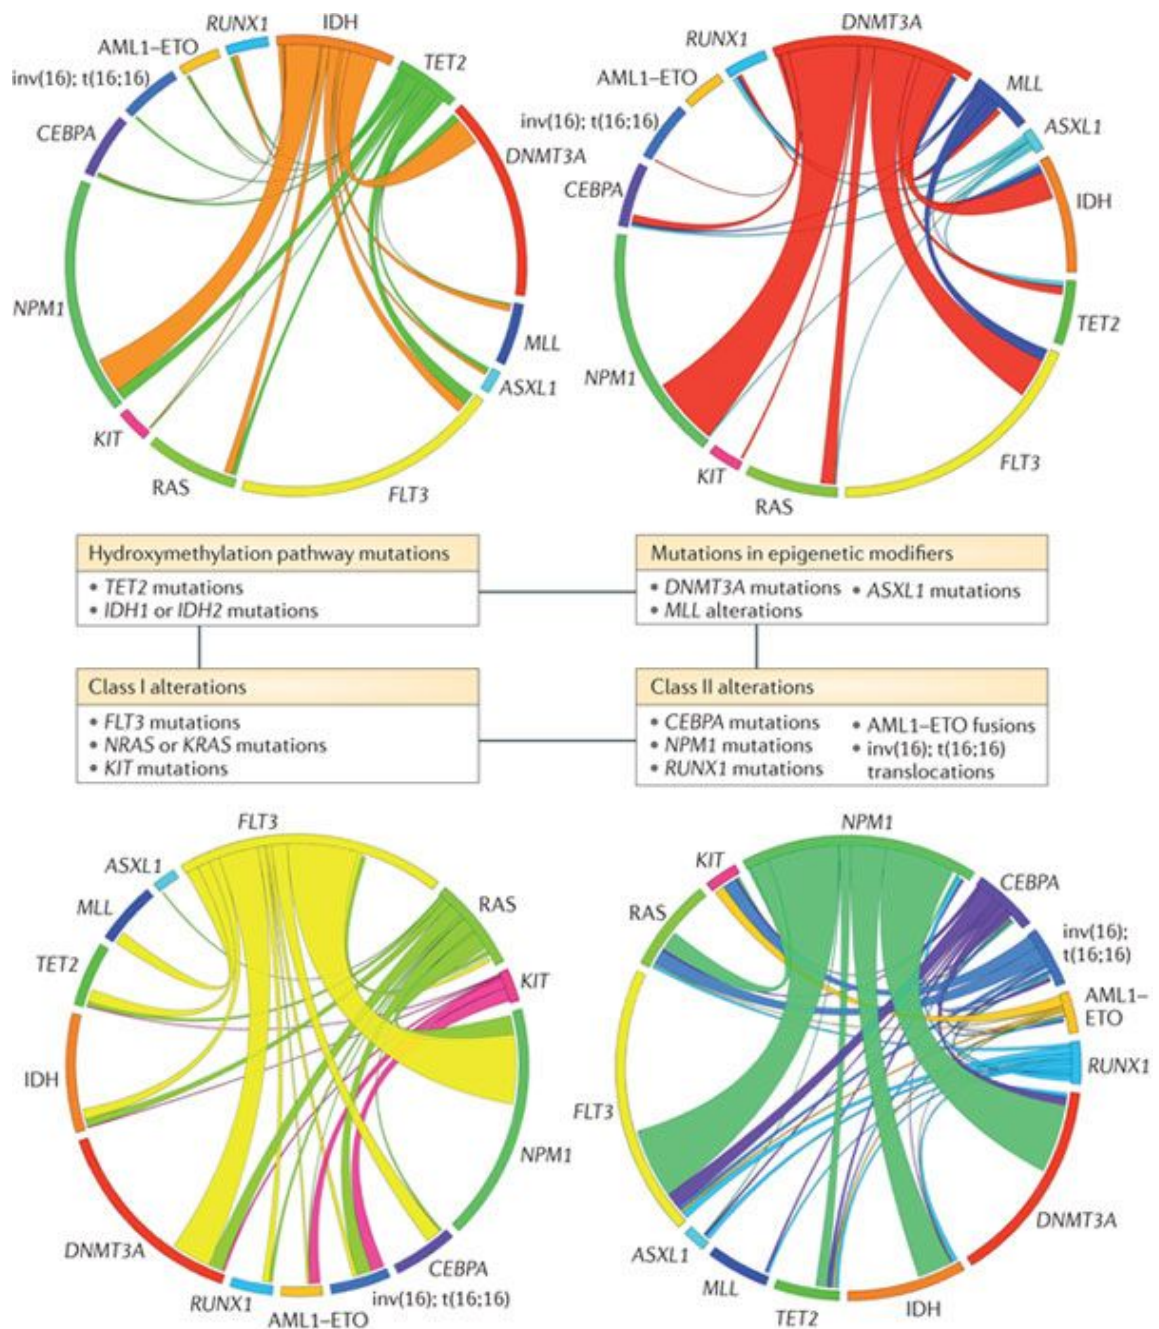 RUNX1
IDH
AML1–ETO
TET2
inv(16); t(16;16)
CEBPA
DNMT3A
NPM1
MLL
ASXL1
KIT
RAS
FLT3
DNMT3A
RUNX1
MLL
AML1–ETO
ASXL1
inv(16); t(16;16)
CEBPA
IDH
TET2
NPM1
FLT3
KIT
RAS
Hydroxymethylation pathway mutations
• TET2 mutations
• IDH1 or IDH2 mutations
Mutations in epigenetic modifiers
• DNMT3A mutations • ASXL1 mutations
• MLL alterations
Class I alterations
• FLT3 mutations
• NRAS or KRAS mutations
• KIT mutations
Class II alterations
• CEBPA mutations
• NPM1 mutations
• RUNX1 mutations
• AML1–ETO fusions
• inv(16); t(16;16)
translocations
FLT3
ASXL1
RAS
MLL
TET2
KIT
IDH
NPM1
DNMT3A
CEBPA
RUNX1
inv(16); t(16;16)
AML1–ETO
NPM1
KIT
CEBPA
RAS
inv(16);
t(16;16)
AML1–
ETO
RUNX1
FLT3
DNMT3A
ASXL1
MLL
IDH
TET2